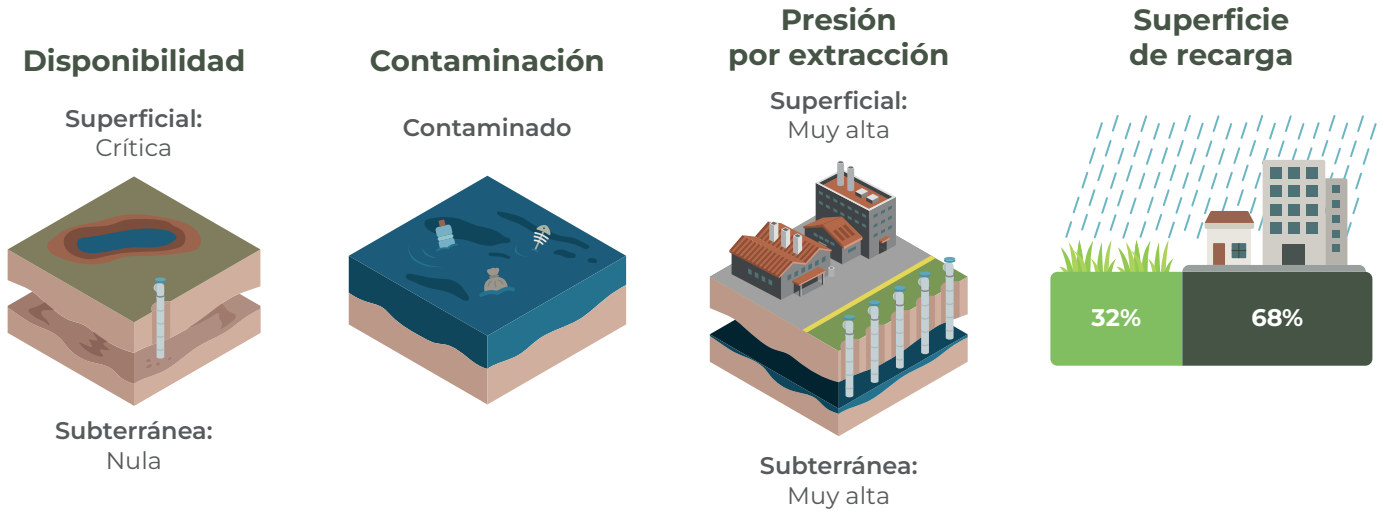 Disponibilidad
Superficial:
Crítica
Subterránea:
Nula
Contaminación
Contaminado
Presión
por extracción
Superficial:
Muy alta
Subterránea:
Muy alta
Superficie
de recarga
32%
68%